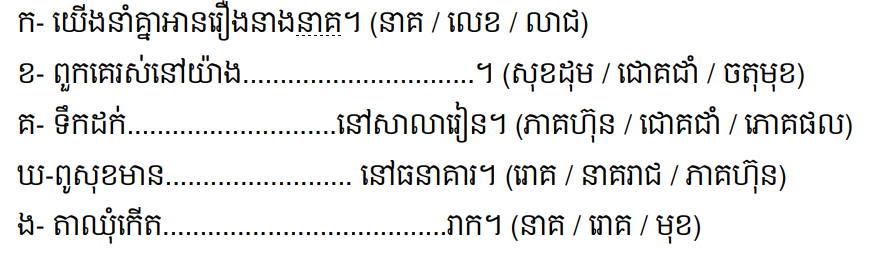 ក- យើងនាំគ្នាអានរឿងនាងនាគ។ (នាគ / លេខ / លាជ)
ខ- ពួកគេរស់នៅយ៉ាង...............................។ (សុខដុម / ជោគជាំ / ចតុមុខ)
គ- ទឹកដក់............................នៅសាលារៀន។ (ភាគហ៊ុន / ជោគជាំ / ភោគផល)
ឃ-ពូសុខមាន......................... នៅធនាគារ។ (រោគ / នាគរាជ / ភាគហ៊ុន)
ង- តាឈុំកើត......................................រាក។ (នាគ / រោគ / មុខ)